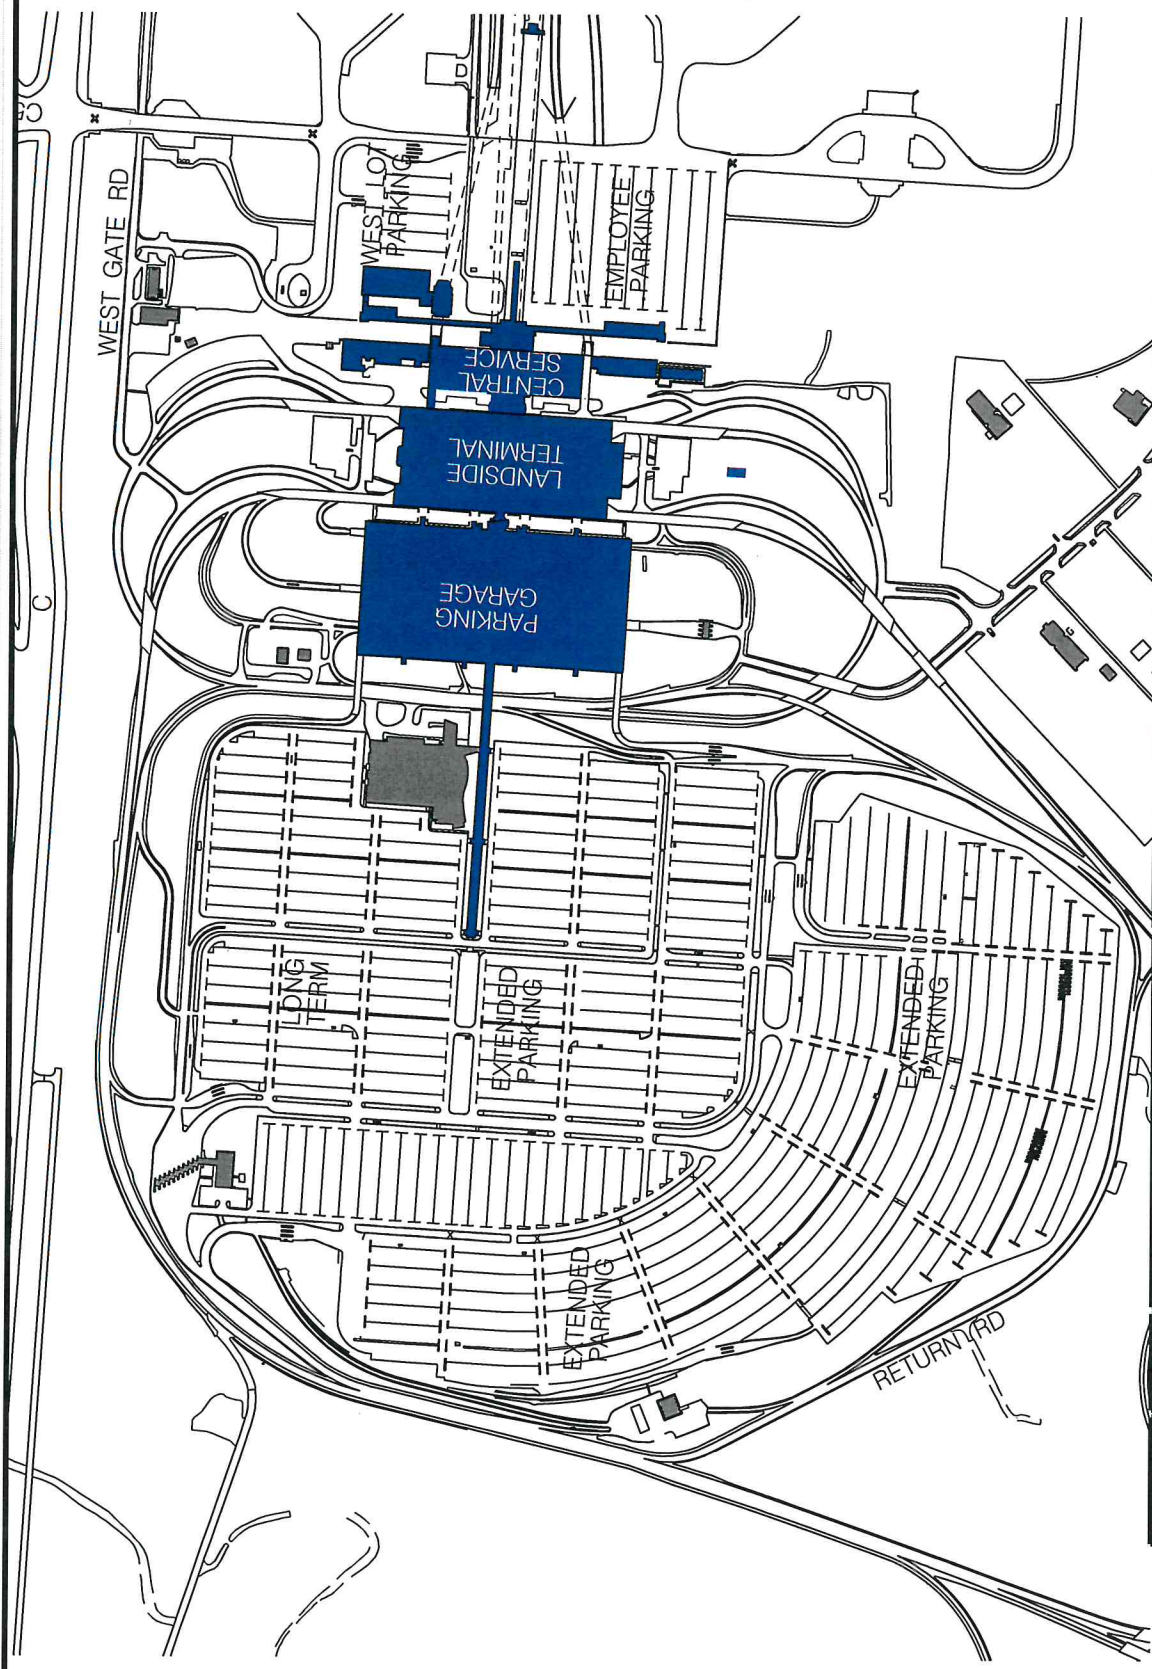 C3
C
WEST GATE RD
WEST LOT
PARKING
EMPLOYEE
PARKING
CENTRAL
SERVICE
LANDSIDE
TERMINAL
PARKING
GARAGE
LONG
TERM
EXTENDED
PARKING
EXTENDED
PARKING
EXTENDED
PARKING
RETURN RD